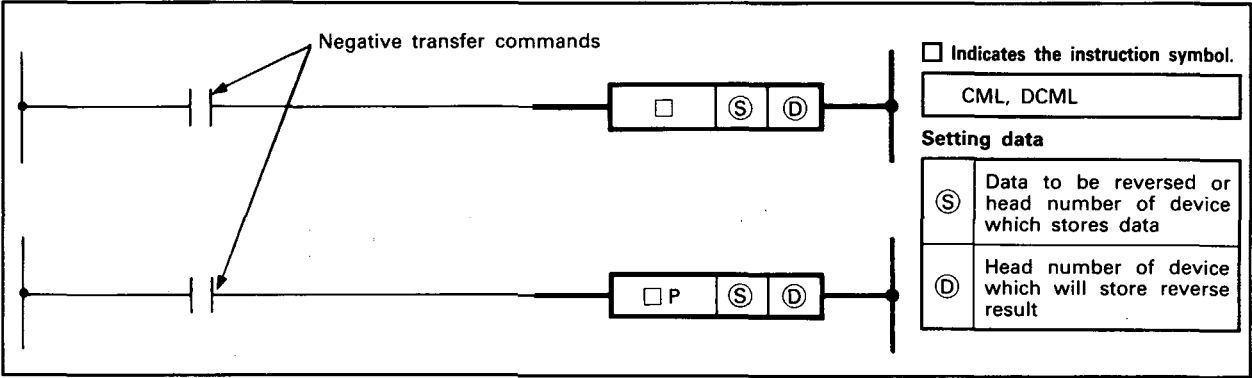 Negative transfer commands
□ Ⓢ Ⓓ
□ P Ⓢ Ⓓ
□ Indicates the instruction symbol.
CML, DCML
Setting data
Ⓢ
Data to be reversed or
head number of device
which stores data
Ⓓ
Head number of device
which will store reverse
result